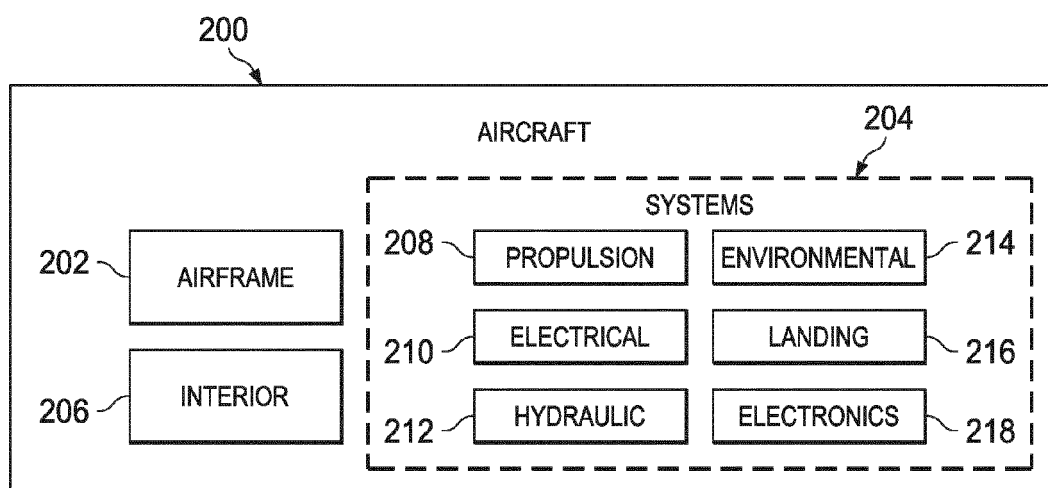 200
AIRCRAFT
204
SYSTEMS
202 AIRFRAME
208 PROPULSION ENVIRONMENTAL 214
210 ELECTRICAL LANDING 216
206 INTERIOR
212 HYDRAULIC ELECTRONICS 218